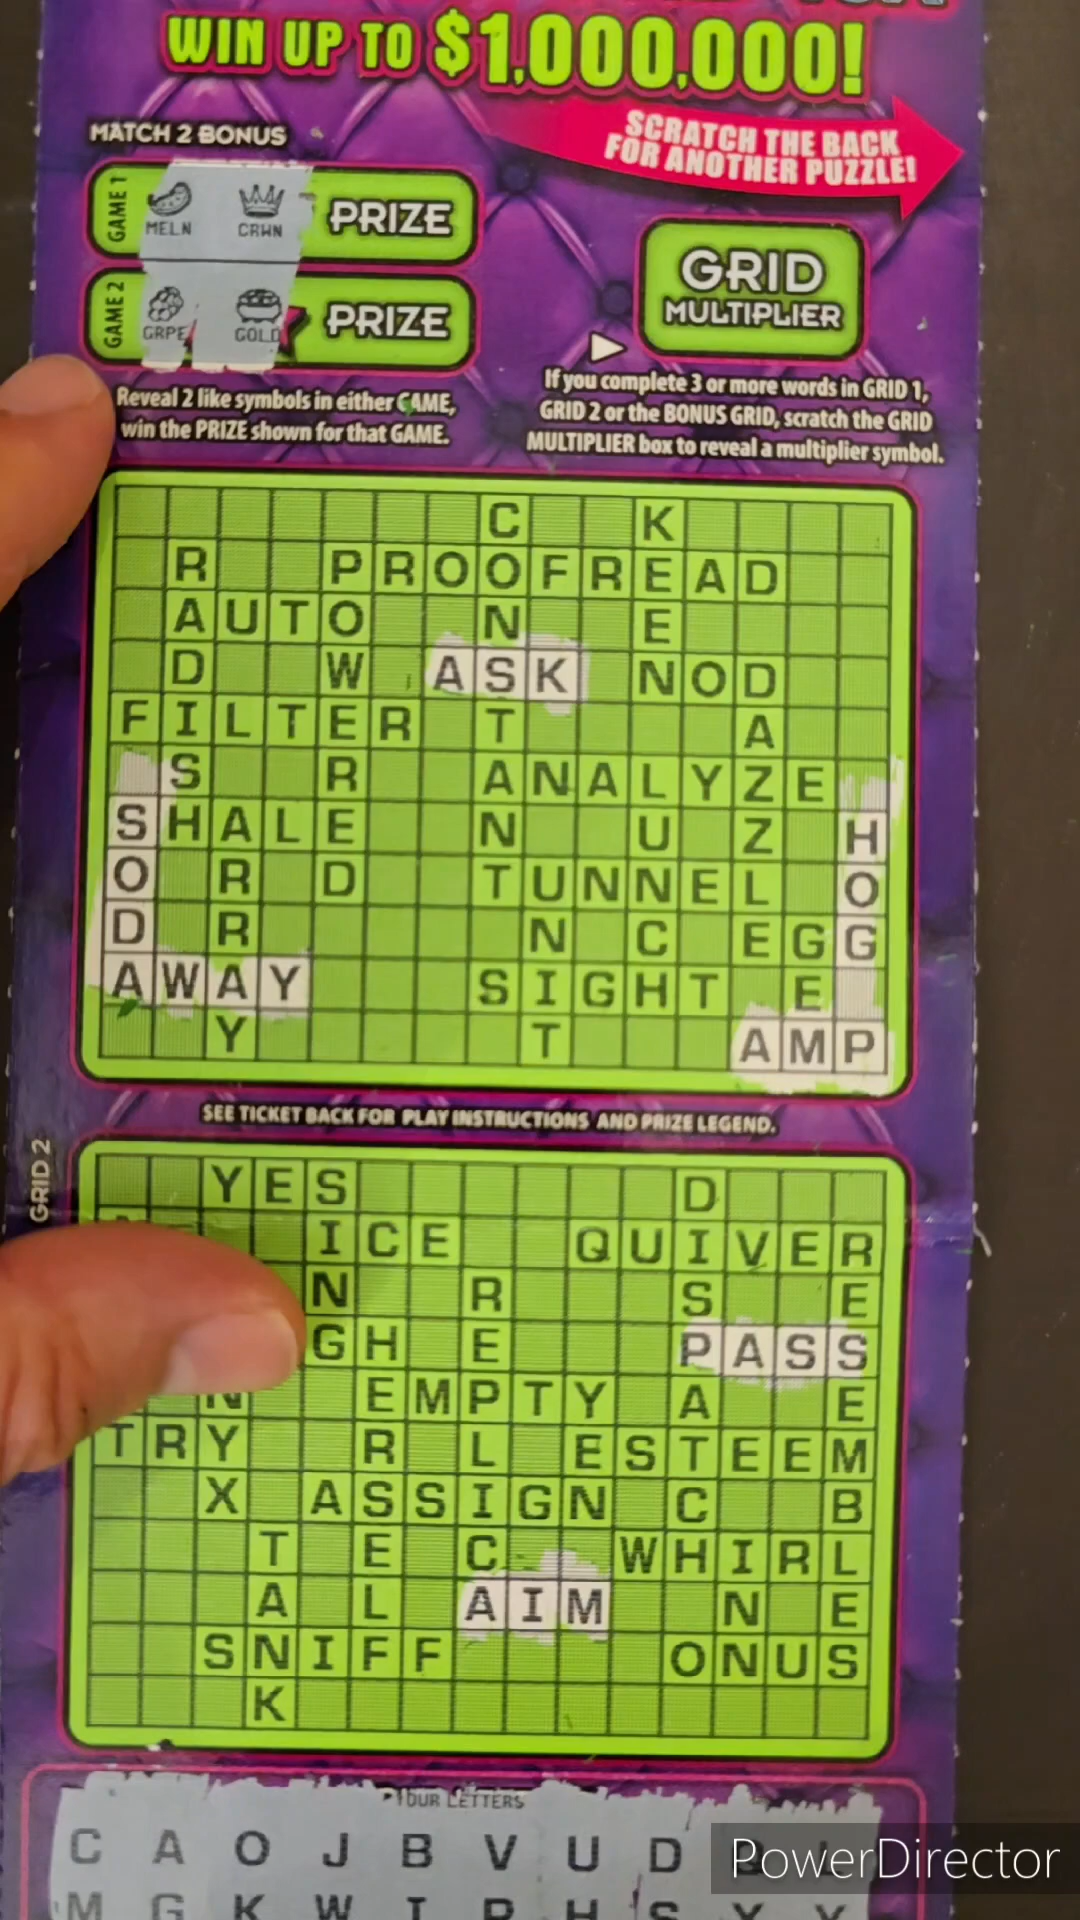 WIN UP TO $1,000,000!
MATCH 2 BONUS
SCRATCH THE BACK
FOR ANOTHER PUZZLE!
GAME 1
MELN CRWN
PRIZE
GAME 2
GRPE GOLD
PRIZE
GRID
MULTIPLIER
Reveal 2 like symbols in either GAME,
win the PRIZE shown for that GAME.
If you complete 3 or more words in GRID 1,
GRID 2 or the BONUS GRID, scratch the GRID
MULTIPLIER box to reveal a multiplier symbol.
C K
R PROOFREAD
AUTO N E
D W ASK NOD
FILTER T A
S R ANALYZE
SHALE N U Z H
O R D TUNNEL O
D R N C EGG
AWAY SIGHT E
Y T AMP
SEE TICKET BACK FOR PLAY INSTRUCTIONS AND PRIZE LEGEND.
GRID 2
YES D
ICE QUIVER
N R S E
GH E PASS
N EMPTY A E
TRY R L ESTEEM
X ASSIGN C B
T E C WHIRL
A L AIM N E
SNIFF ONUS
K
YOUR LETTERS
C A O J B V U D
M G K W I P H S Y Y
PowerDirector